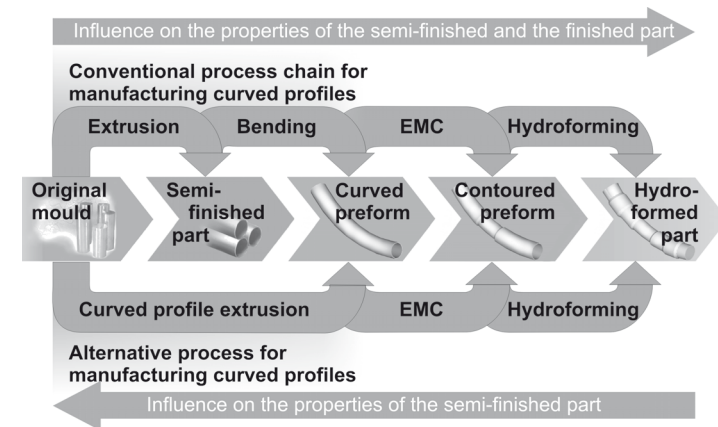 Influence on the properties of the semi-finished and the finished part
Conventional process chain for
manufacturing curved profiles
Extrusion
Bending
EMC
Hydroforming
Original
mould
Semi-
finished
part
Curved
preform
Contoured
preform
Hydro-
formed
part
Curved profile extrusion
EMC
Hydroforming
Alternative process for
manufacturing curved profiles
Influence on the properties of the semi-finished part